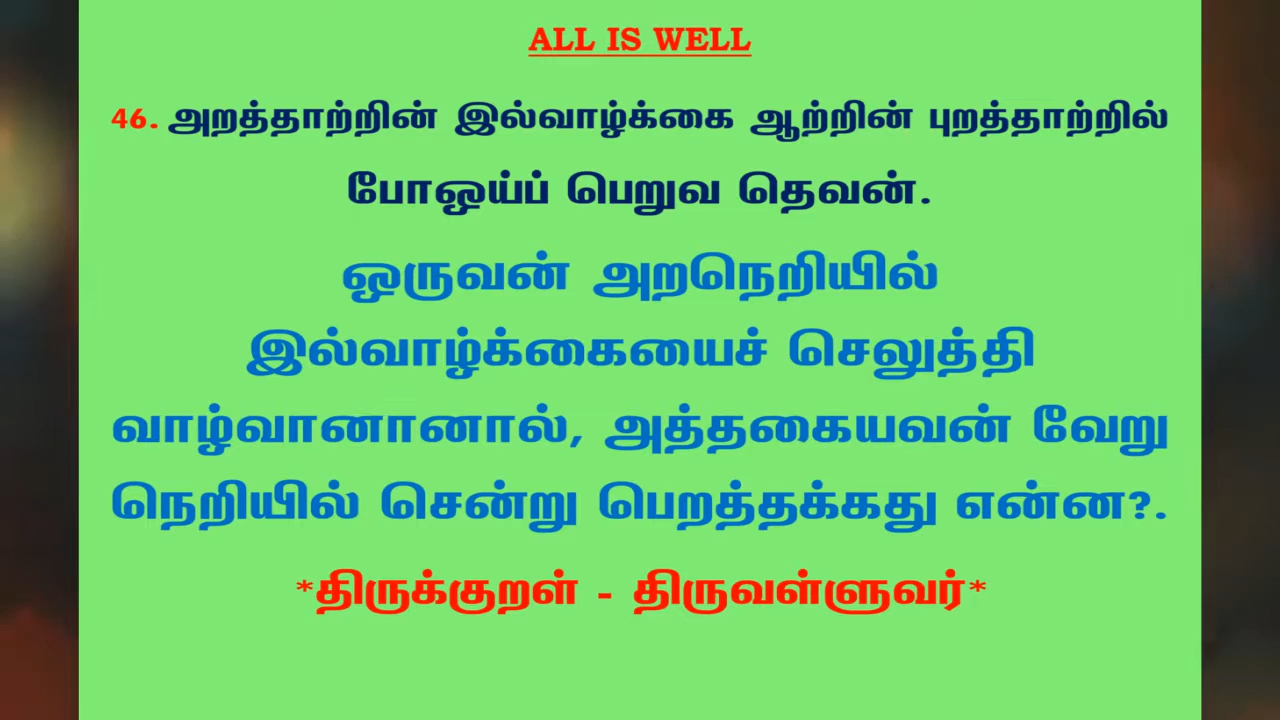 ALL IS WELL
46. அறத்தாற்றின் இல்வாழ்க்கை ஆற்றின் புறத்தாற்றில்
போஒய்ப் பெறுவ தெவன்.
ஒருவன் அறநெறியில்
இல்வாழ்க்கையைச் செலுத்தி
வாழ்வானானால், அத்தகையவன் வேறு
நெறியில் சென்று பெறத்தக்கது என்ன?.
*திருக்குறள் - திருவள்ளுவர்*